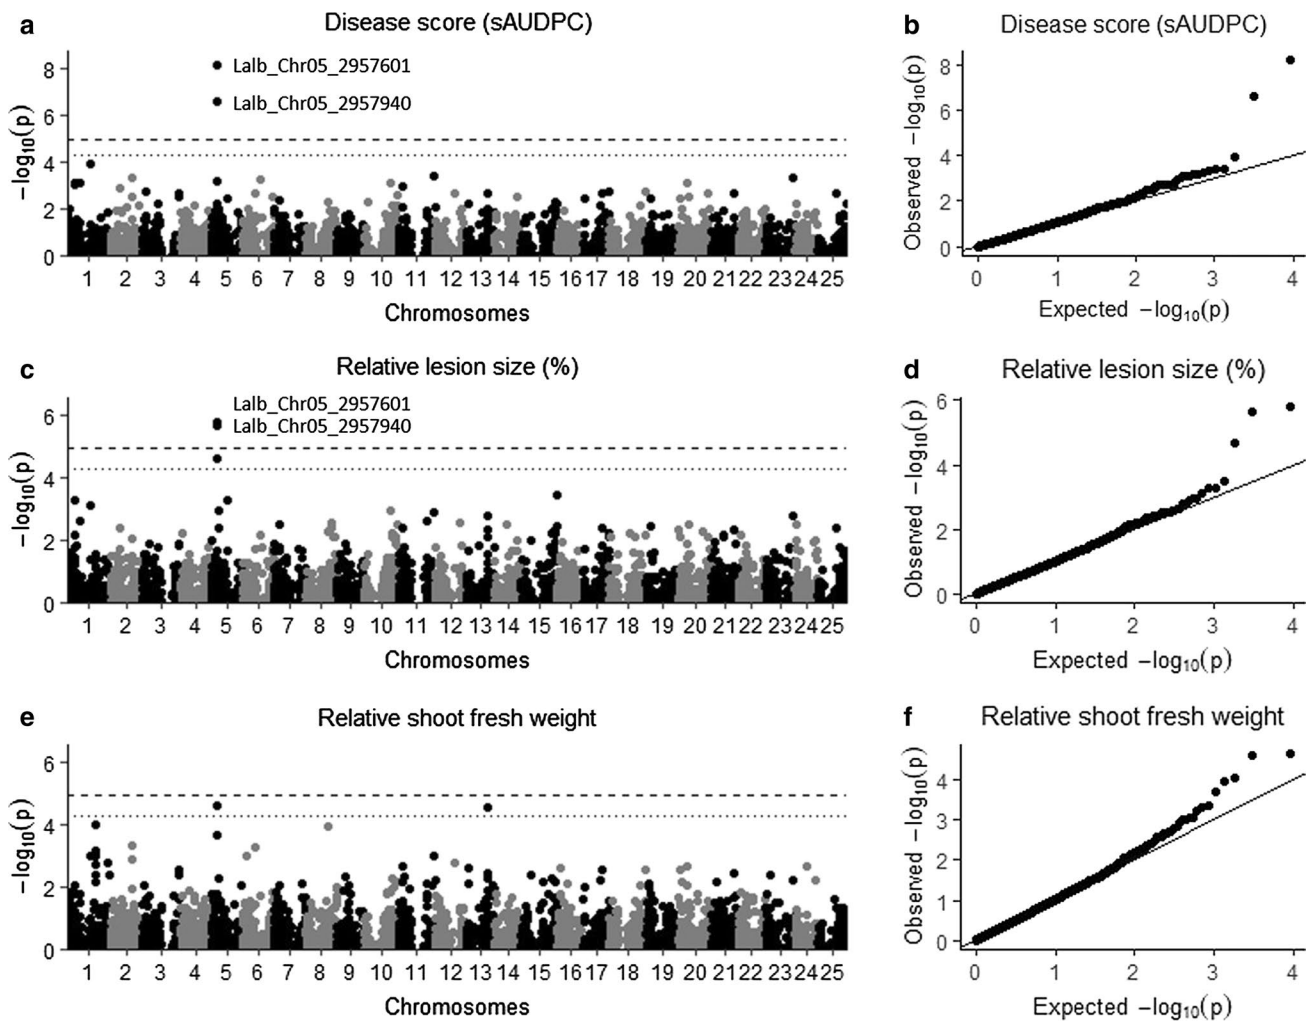 a Disease score (sAUDPC)
8
6
4
2
0
−log10(p)
Lalb_Chr05_2957601
Lalb_Chr05_2957940
1 2 3 4 5 6 7 8 9 10 11 12 13 14 15 16 17 18 19 20 21 22 23 24 25
Chromosomes
b Disease score (sAUDPC)
8
6
4
2
0
Observed −log10(p)
0 1 2 3 4
Expected −log10(p)
c Relative lesion size (%)
6
4
2
0
−log10(p)
Lalb_Chr05_2957601
Lalb_Chr05_2957940
1 2 3 4 5 6 7 8 9 10 11 12 13 14 15 16 17 18 19 20 21 22 23 24 25
Chromosomes
d Relative lesion size (%)
6
4
2
0
Observed −log10(p)
0 1 2 3 4
Expected −log10(p)
e Relative shoot fresh weight
6
4
2
0
−log10(p)
1 2 3 4 5 6 7 8 9 10 11 12 13 14 15 16 17 18 19 20 21 22 23 24 25
Chromosomes
f Relative shoot fresh weight
4
3
2
1
0
Observed −log10(p)
0 1 2 3 4
Expected −log10(p)